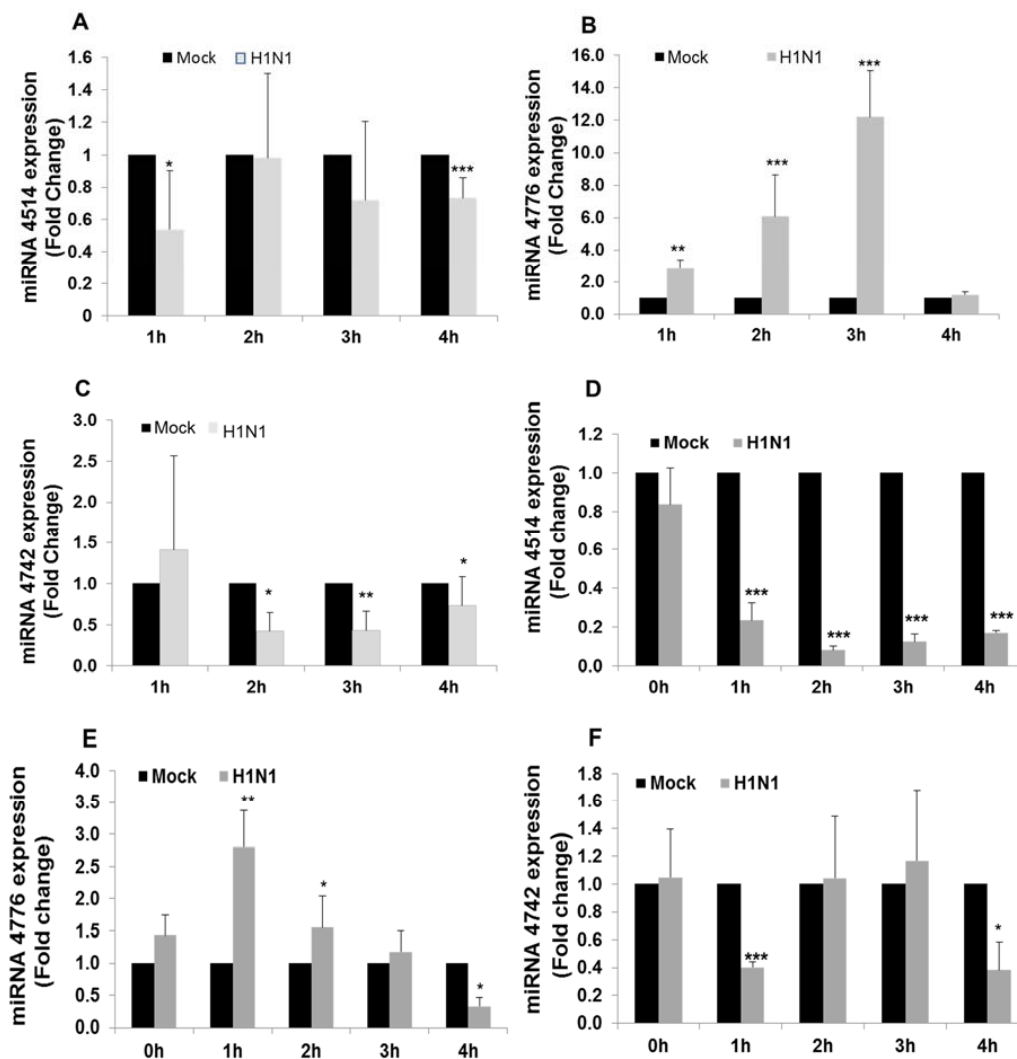 A
miRNA 4514 expression
(Fold Change)
Mock H1N1
1.6
1.4
1.2
1
0.8
0.6
0.4
0.2
0
* ***
1h 2h 3h 4h
B
miRNA 4776 expression
(Fold Change)
Mock H1N1
16.0
14.0
12.0
10.0
8.0
6.0
4.0
2.0
0.0
** *** ***
1h 2h 3h 4h
C
miRNA 4742 expression
(Fold Change)
Mock H1N1
3.0
2.5
2.0
1.5
1.0
0.5
0.0
* ** *
1h 2h 3h 4h
D
miRNA 4514 expression
(Fold change)
Mock H1N1
1.2
1.0
0.8
0.6
0.4
0.2
0.0
*** *** *** ***
0h 1h 2h 3h 4h
E
miRNA 4776 expression
(Fold change)
Mock H1N1
4.0
3.5
3.0
2.5
2.0
1.5
1.0
0.5
0.0
** * *
0h 1h 2h 3h 4h
F
miRNA 4742 expression
(Fold change)
Mock H1N1
1.8
1.6
1.4
1.2
1.0
0.8
0.6
0.4
0.2
0.0
*** *
0h 1h 2h 3h 4h